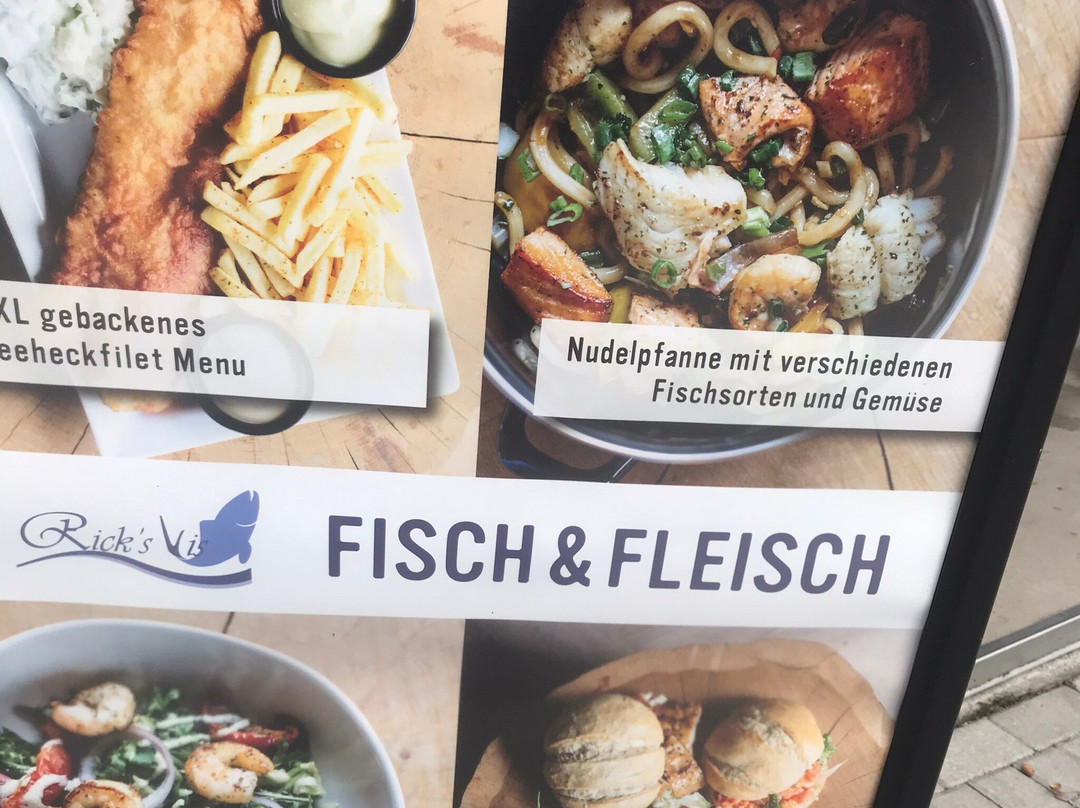 XL gebackenes
eeheckfilet Menu
Nudelpfanne mit verschiedenen
Fischsorten und Gemüse
Rick's Vis
FISCH & FLEISCH